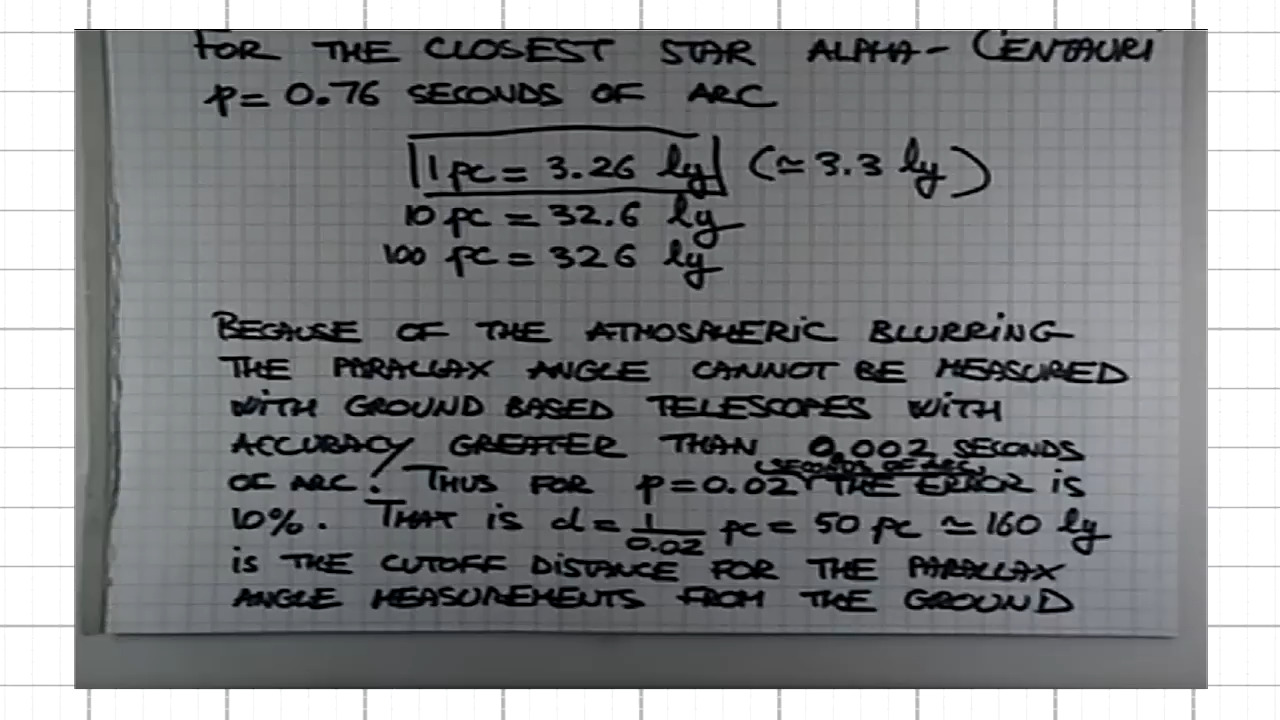 FOR THE CLOSEST STAR ALPHA - CENTAURI
p = 0.76 SECONDS OF ARC
1 pc = 3.26 ly (≃ 3.3 ly)
10 pc = 32.6 ly
100 pc = 326 ly
BECAUSE OF THE ATMOSPHERIC BLURRING
THE PARALLAX ANGLE CANNOT BE MEASURED
WITH GROUND BASED TELESCOPES WITH
ACCURACY GREATER THAN 0.002 SECONDS
(SECONDS OF ARC)
OF ARC. THUS FOR p = 0.02 THE ERROR is
10%. THAT is d = 1/0.02 pc = 50 pc ≃ 160 ly
is THE CUTOFF DISTANCE FOR THE PARALLAX
ANGLE MEASUREMENTS FROM THE GROUND